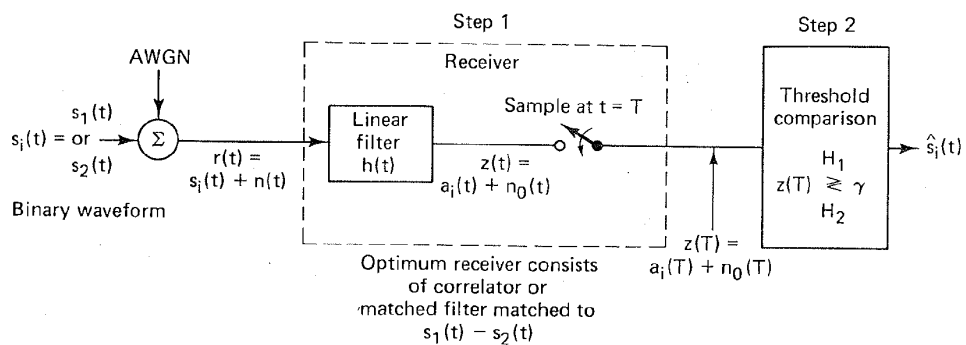 Step 1
Step 2
AWGN
Receiver
s₁(t)
sᵢ(t) = or
s₂(t)
Σ
r(t) =
sᵢ(t) + n(t)
Binary waveform
Linear
filter
h(t)
z(t) =
aᵢ(t) + n₀(t)
Sample at t = T
z(T) =
aᵢ(T) + n₀(T)
Threshold
comparison
H₁
z(T) ≷ γ
H₂
ŝᵢ(t)
Optimum receiver consists
of correlator or
matched filter matched to
s₁(t) − s₂(t)